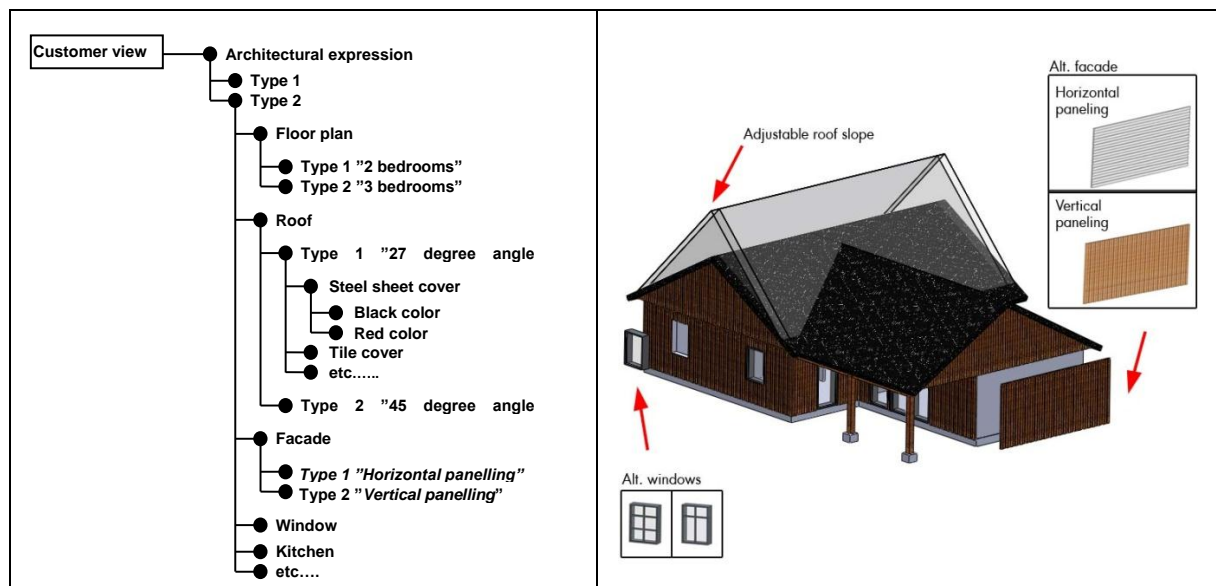 Customer view
Architectural expression
Type 1
Type 2
Floor plan
Type 1 ”2 bedrooms”
Type 2 ”3 bedrooms”
Roof
Type 1 ”27 degree angle
Steel sheet cover
Black color
Red color
Tile cover
etc…...
Type 2 ”45 degree angle
Facade
Type 1 ”Horizontal panelling”
Type 2 ”Vertical panelling”
Window
Kitchen
etc….
Alt. facade
Horizontal
paneling
Vertical
paneling
Adjustable roof slope
Alt. windows